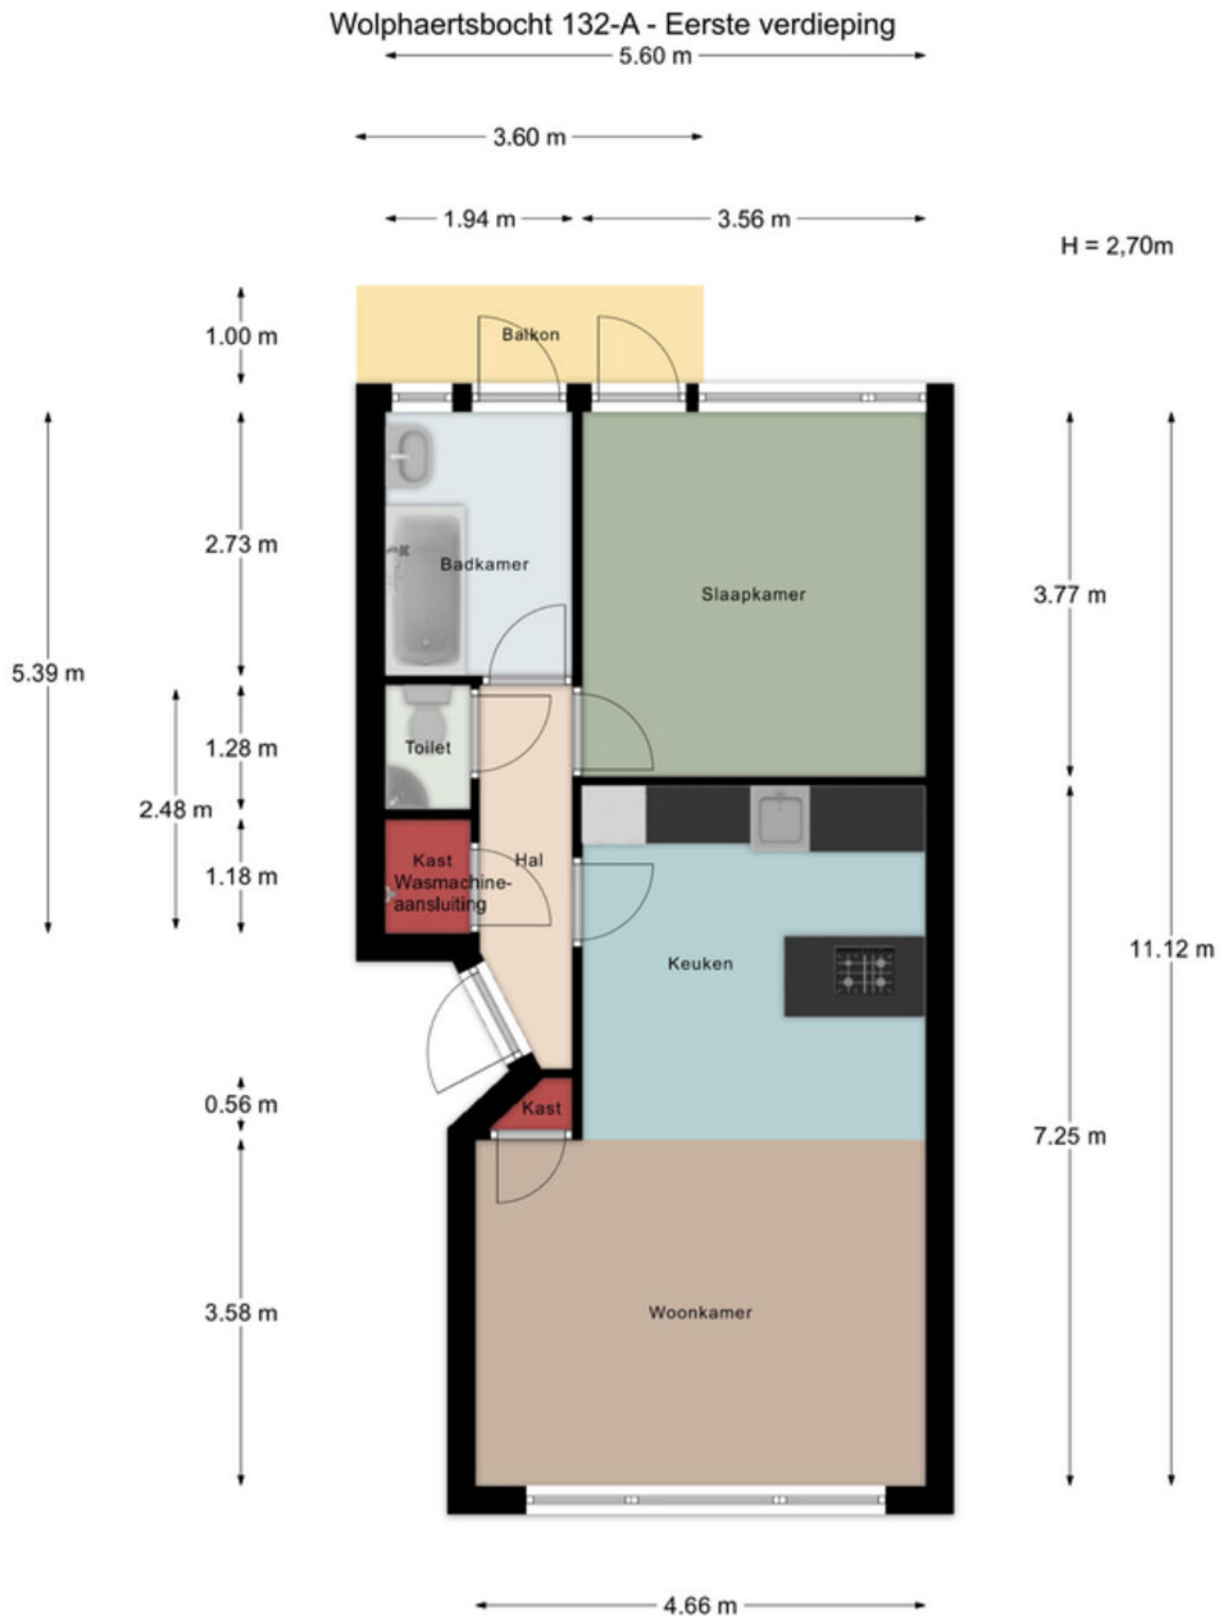 Wolphaertsbocht 132-A - Eerste verdieping
5.60 m
3.60 m
1.94 m
3.56 m
H = 2,70m
1.00 m
Balkon
2.73 m
Badkamer
Slaapkamer
3.77 m
5.39 m
1.28 m
Toilet
2.48 m
1.18 m
Kast
Wasmachine-
aansluiting
Hal
Keuken
11.12 m
0.56 m
Kast
7.25 m
3.58 m
Woonkamer
4.66 m